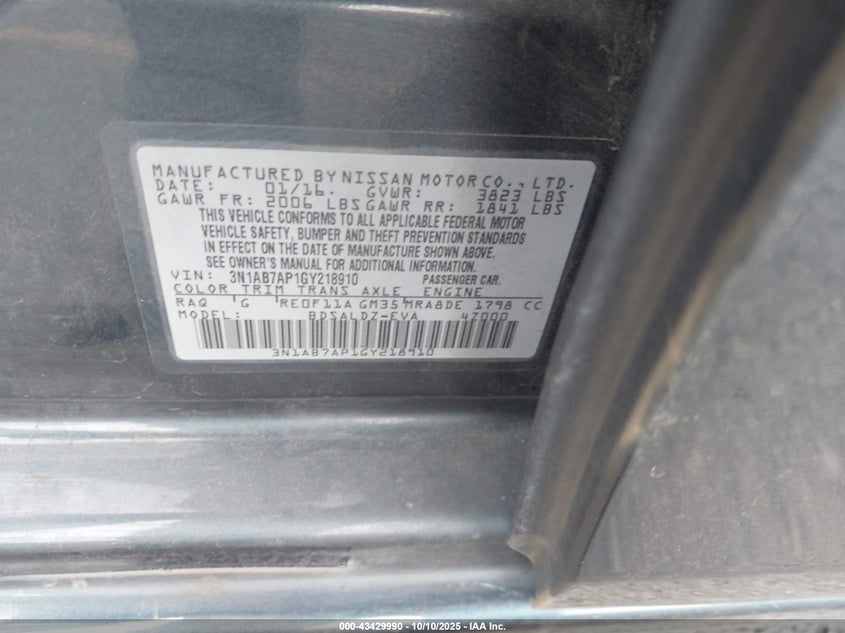 MANUFACTURED BY NISSAN MOTOR CO., LTD.
DATE: 01/16. GVWR: 3823 LBS
GAWR FR: 2006 LBS GAWR RR: 1841 LBS
THIS VEHICLE CONFORMS TO ALL APPLICABLE FEDERAL MOTOR
VEHICLE SAFETY, BUMPER AND THEFT PREVENTION STANDARDS
IN EFFECT ON THE DATE OF MANUFACTURE SHOWN ABOVE.
SEE OWNER'S MANUAL FOR ADDITIONAL INFORMATION.
VIN: 3N1AB7AP1GY218910 PASSENGER CAR.
COLOR TRIM TRANS AXLE ENGINE
RAQ G RE0F11A GM35 MRA8DE 1798 CC
MODEL: BDSALDZ-EVA 4Z000
3N1AB7AP1GY218910
000-43429990 | 10/10/2025 - IAA Inc.